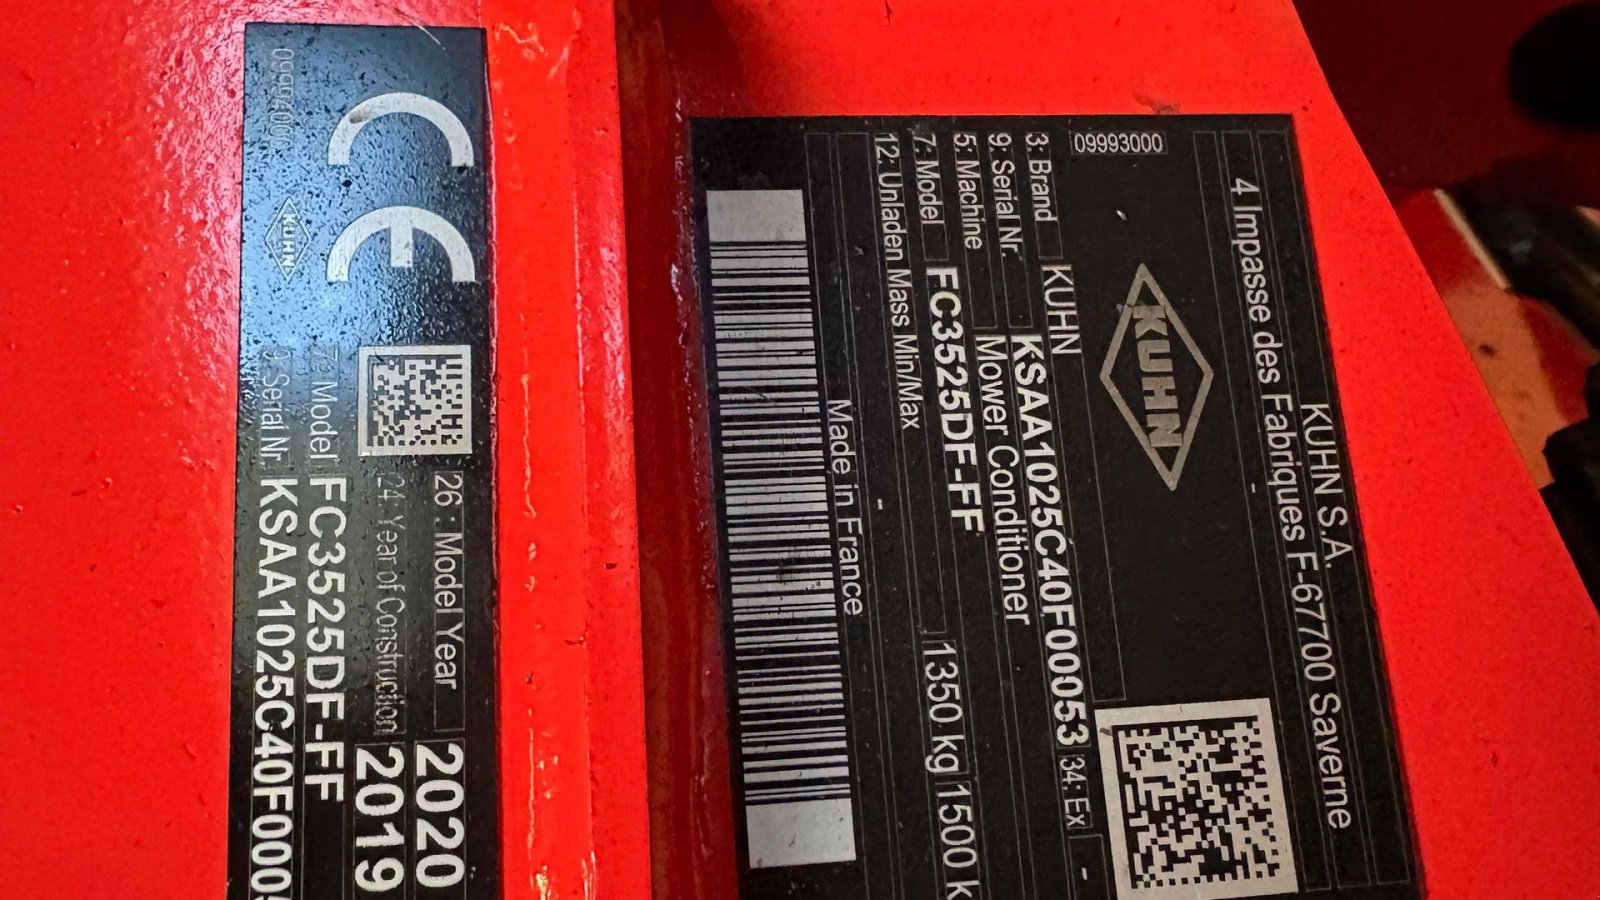 KUHN S.A.
4 Impasse des Fabriques F-67700 Saverne
KUHN
09993000
3: Brand KUHN
9: Serial Nr. KSAA1025C40F00053 34: Ex -
5: Machine Mower Conditioner
7: Model FC3525DF-FF
12: Unladen Mass Min/Max 1350 kg 1500 k
Made in France
CE
26 : Model Year 2020
24: Year of Construction 2019
7: Model FC3525DF-FF
9: Serial Nr. KSAA1025C40F0005
KUHN